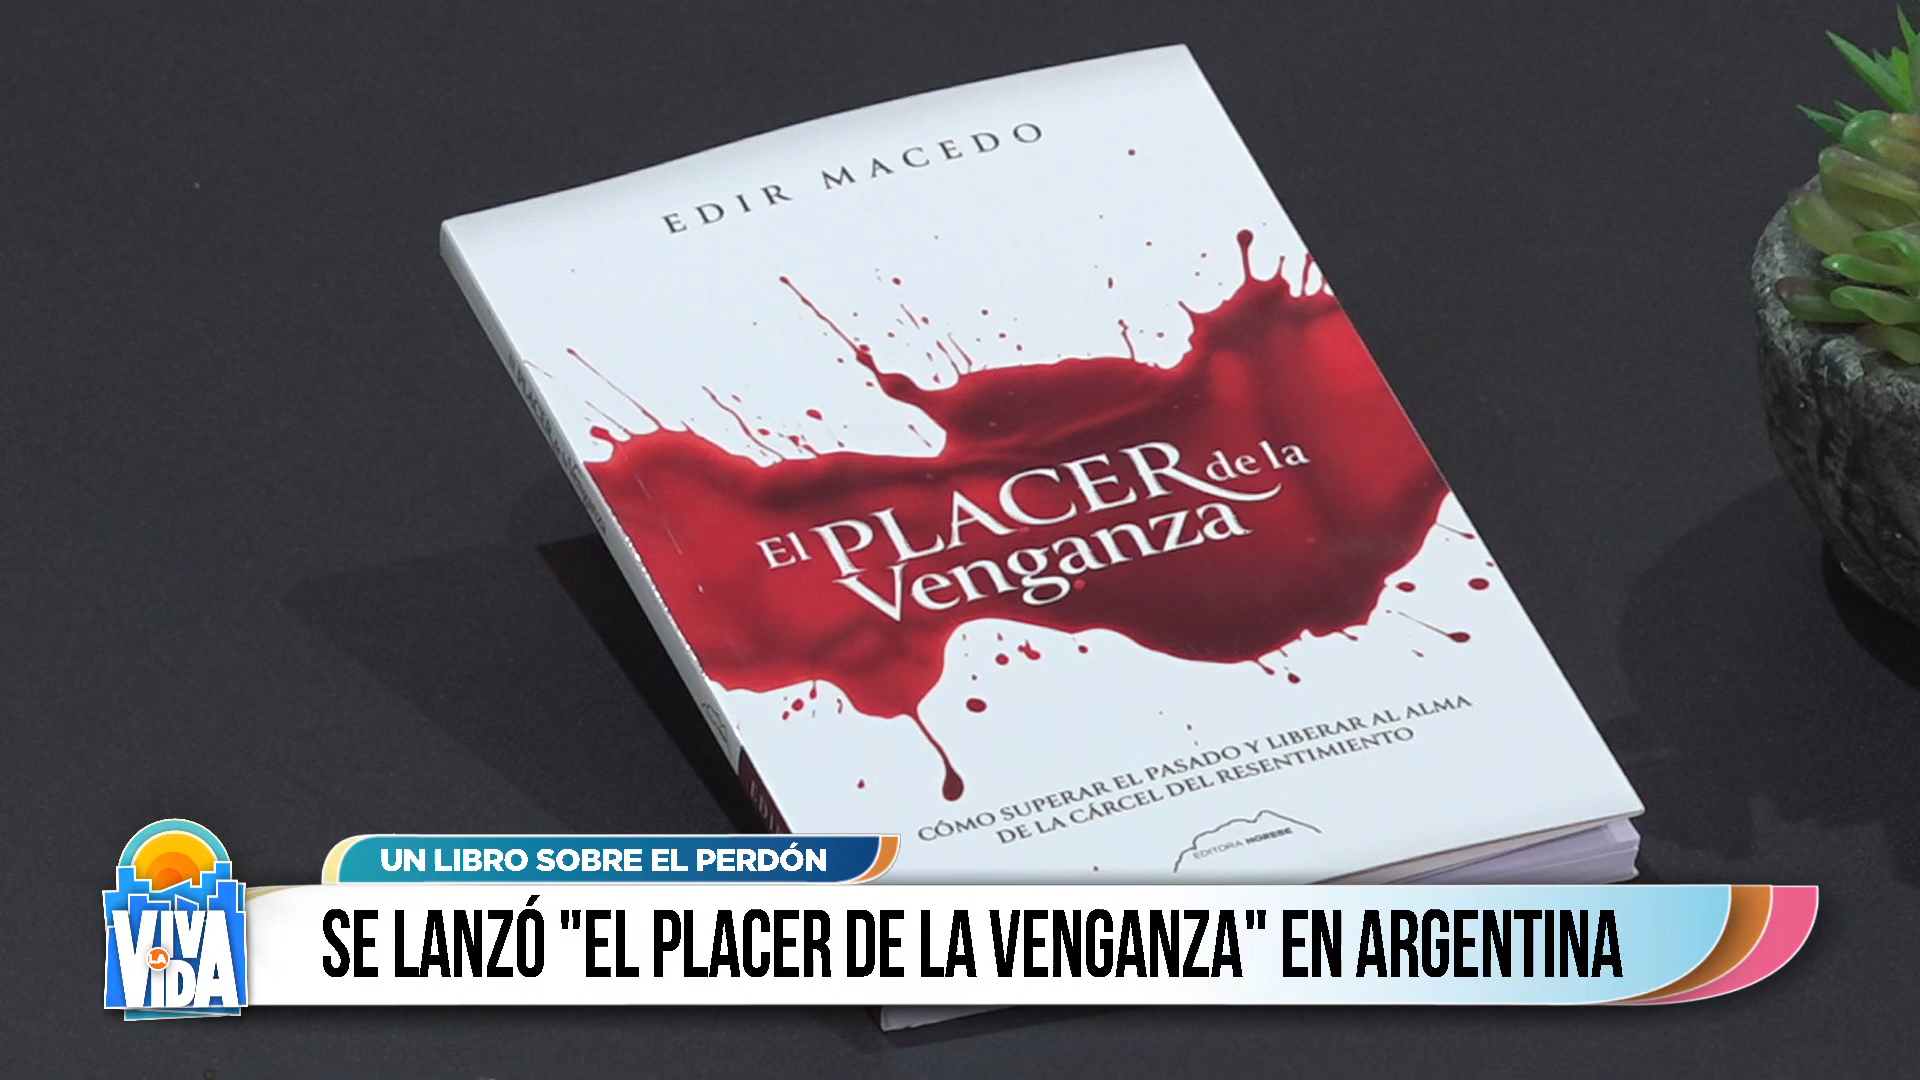 EDIR MACEDO
El PLACER de la
Venganza
CÓMO SUPERAR EL PASADO Y LIBERAR AL ALMA
DE LA CÁRCEL DEL RESENTIMIENTO
EDITORA HOREBE
UN LIBRO SOBRE EL PERDÓN
SE LANZÓ "EL PLACER DE LA VENGANZA" EN ARGENTINA
VIVA
LA
VIDA